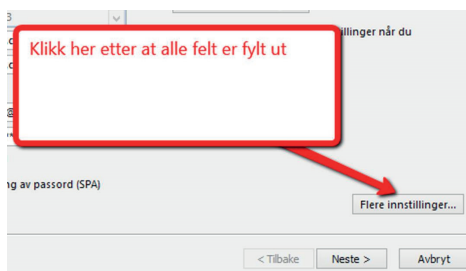 3
illinger når du
Klikk her etter at alle felt er fylt ut
ng av passord (SPA)
Flere innstillinger...
< Tilbake
Neste >
Avbryt